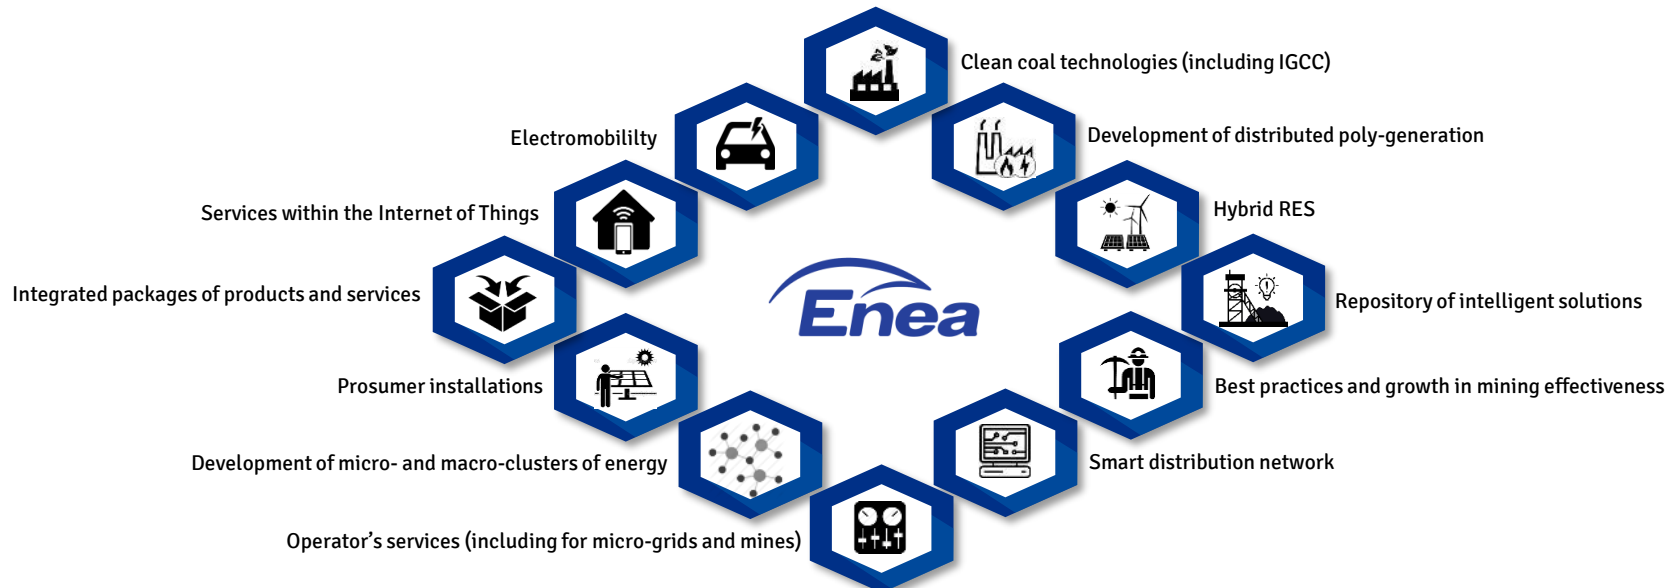 Clean coal technologies (including IGCC)
Electromobililty
Development of distributed poly-generation
Services within the Internet of Things
Hybrid RES
Integrated packages of products and services
Repository of intelligent solutions
Enea
Prosumer installations
Best practices and growth in mining effectiveness
Development of micro- and macro-clusters of energy
Smart distribution network
Operator's services (including for micro-grids and mines)